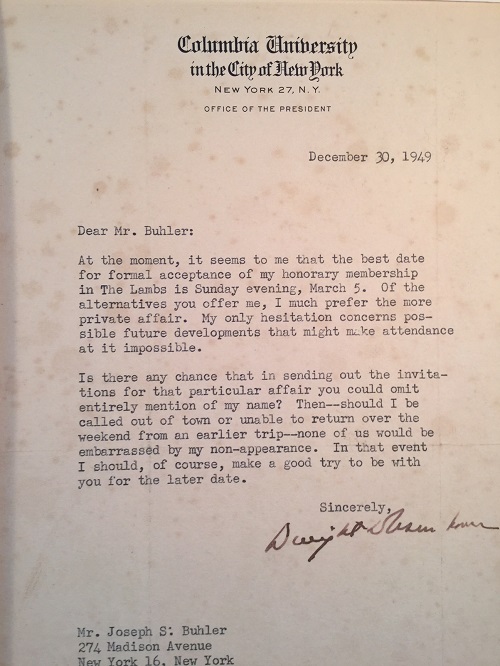 Columbia University
in the City of New York
NEW YORK 27, N. Y.
OFFICE OF THE PRESIDENT
December 30, 1949
Dear Mr. Buhler:
At the moment, it seems to me that the best date
for formal acceptance of my honorary membership
in The Lambs is Sunday evening, March 5.  Of the
alternatives you offer me, I much prefer the more
private affair.  My only hesitation concerns pos-
sible future developments that might make attendance
at it impossible.
Is there any chance that in sending out the invita-
tions for that particular affair you could omit
entirely mention of my name?  Then--should I be
called out of town or unable to return over the
weekend from an earlier trip--none of us would be
embarrassed by my non-appearance.  In that event
I should, of course, make a good try to be with
you for the later date.
Sincerely,
Dwight D Eisenhower
Mr. Joseph S. Buhler
274 Madison Avenue
New York 16, New York